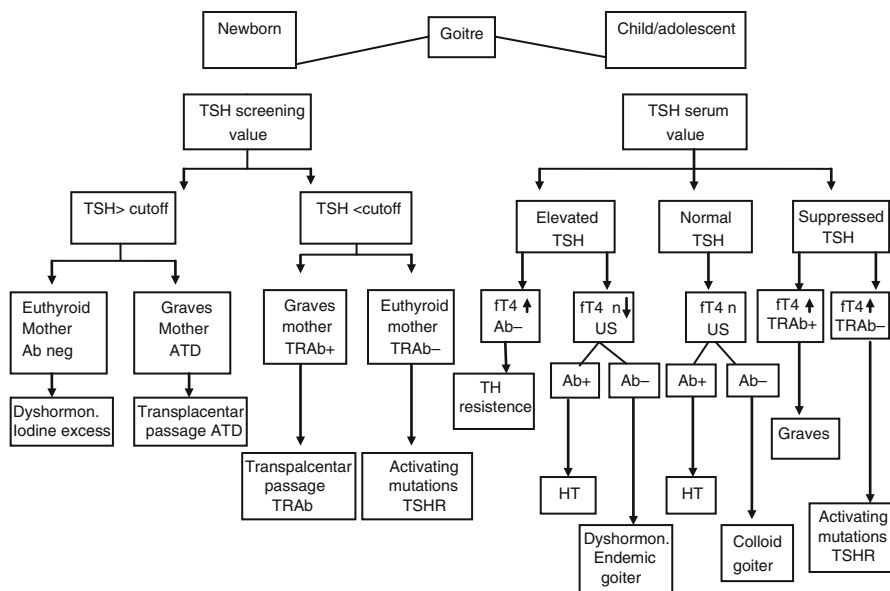 Newborn
Goitre
Child/adolescent
TSH screening
value
TSH serum
value
TSH> cutoff
TSH <cutoff
Elevated
TSH
Normal
TSH
Suppressed
TSH
Euthyroid
Mother
Ab neg
Graves
Mother
ATD
Graves
mother
TRAb+
Euthyroid
mother
TRAb–
fT4 ↑
Ab–
fT4 n↓
US
fT4 n
US
fT4 ↑
TRAb+
fT4 ↑
TRAb–
Dyshormon.
Iodine excess
Transplacentar
passage ATD
TH
resistence
Ab+
Ab–
Ab+
Ab–
Graves
Transpalcentar
passage
TRAb
Activating
mutations
TSHR
HT
HT
Dyshormon.
Endemic
goiter
Colloid
goiter
Activating
mutations
TSHR